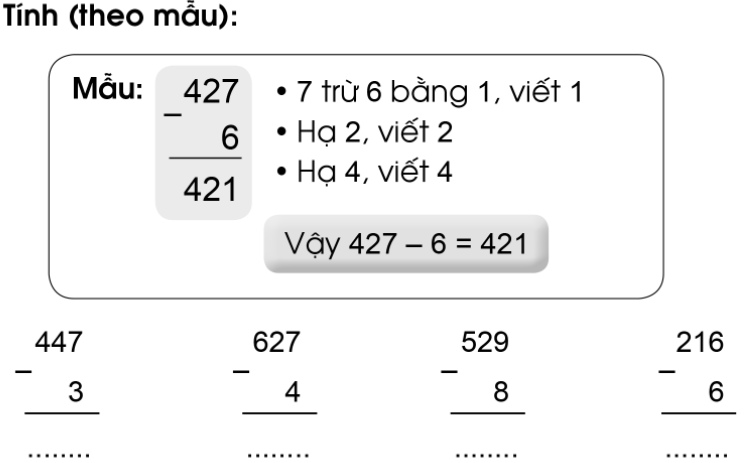 Tính (theo mẫu):
Mẫu: 427 • 7 trừ 6 bằng 1, viết 1
– 6 • Hạ 2, viết 2
421 • Hạ 4, viết 4
Vậy 427 – 6 = 421
447 627 529 216
– 3 – 4 – 8 – 6
........ ........ ........ ........